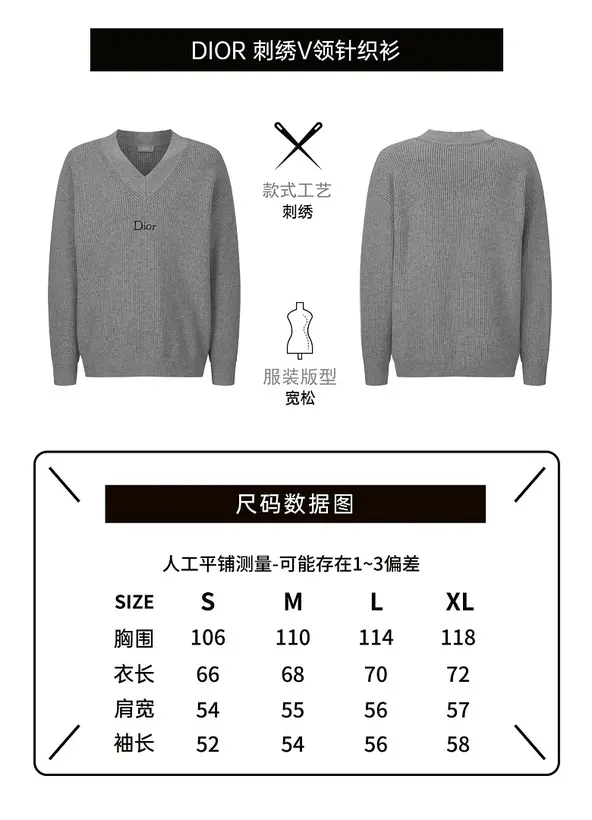 DIOR 刺绣V领针织衫
Dior
款式工艺
刺绣
服装版型
宽松
尺码数据图
人工平铺测量-可能存在1~3偏差
SIZE S M L XL
胸围 106 110 114 118
衣长 66 68 70 72
肩宽 54 55 56 57
袖长 52 54 56 58